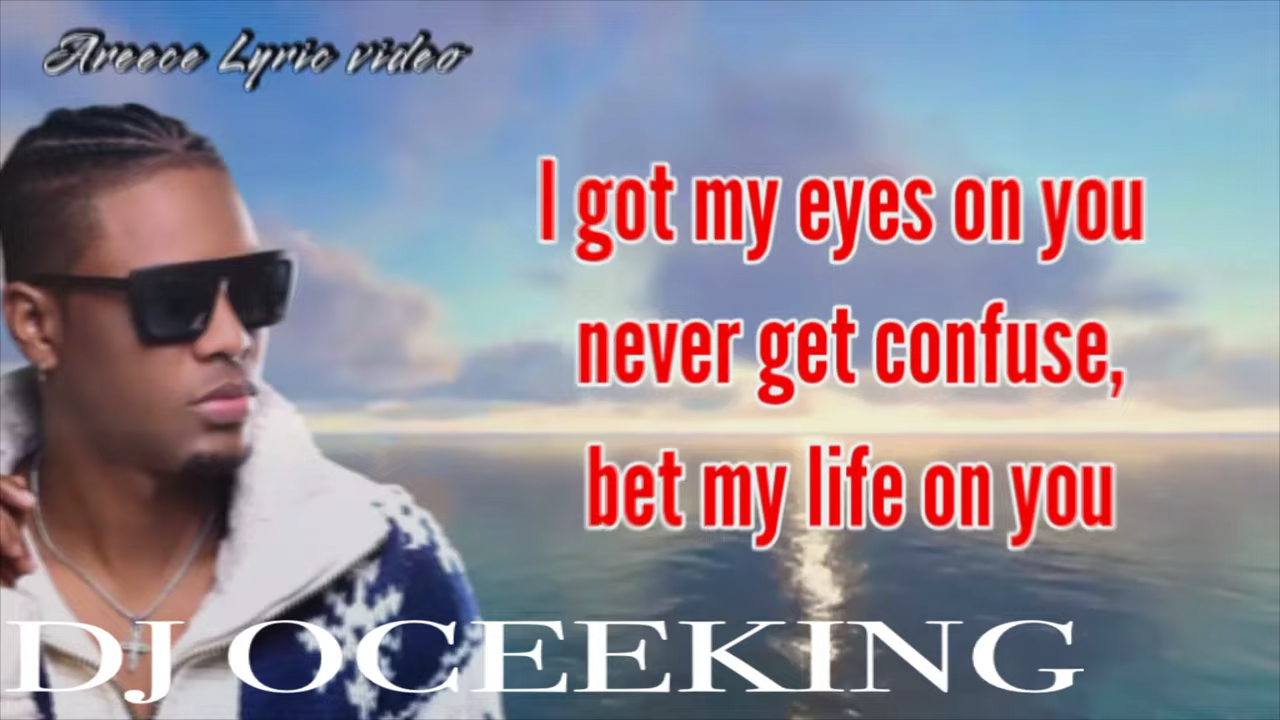 Areece Lyric video
I got my eyes on you
never get confuse,
bet my life on you
DJ OCEEKING